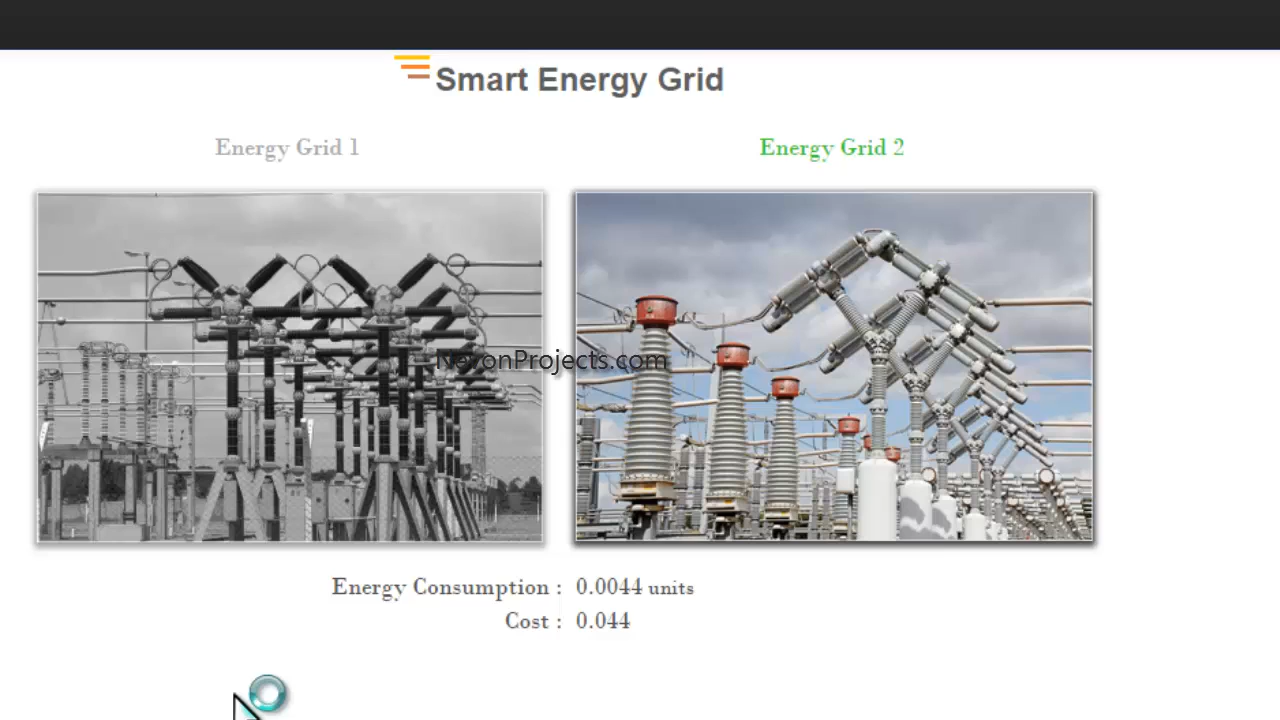 Smart Energy Grid
Energy Grid 1
Energy Grid 2
NevonProjects.com
Energy Consumption : 0.0044 units
Cost : 0.044